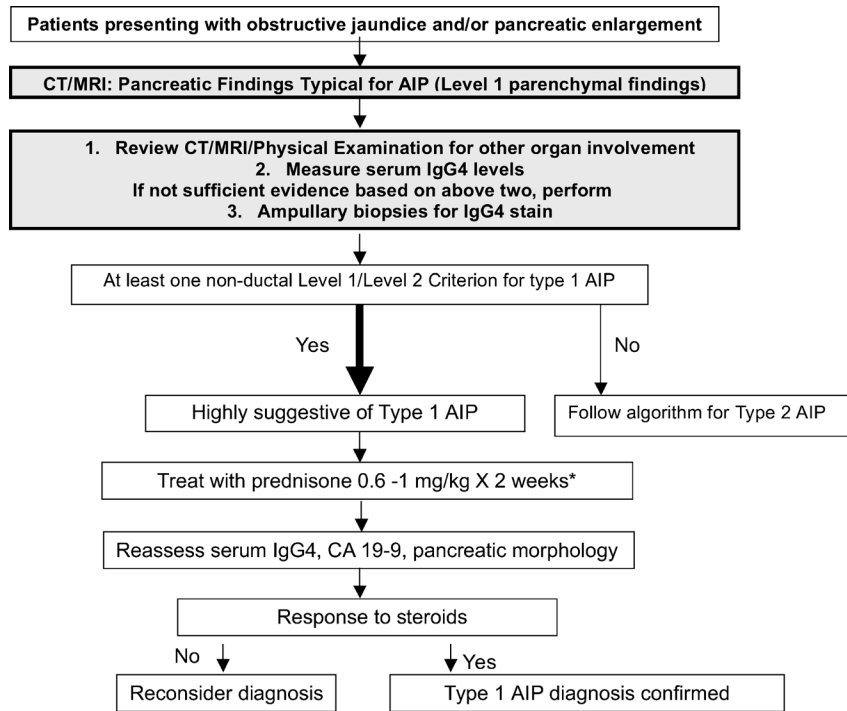 Patients presenting with obstructive jaundice and/or pancreatic enlargement
CT/MRI: Pancreatic Findings Typical for AIP (Level 1 parenchymal findings)
1. Review CT/MRI/Physical Examination for other organ involvement
2. Measure serum IgG4 levels
If not sufficient evidence based on above two, perform
3. Ampullary biopsies for IgG4 stain
At least one non-ductal Level 1/Level 2 Criterion for type 1 AIP
Yes
No
Highly suggestive of Type 1 AIP
Follow algorithm for Type 2 AIP
Treat with prednisone 0.6 -1 mg/kg X 2 weeks*
Reassess serum IgG4, CA 19-9, pancreatic morphology
Response to steroids
No
Yes
Reconsider diagnosis
Type 1 AIP diagnosis confirmed